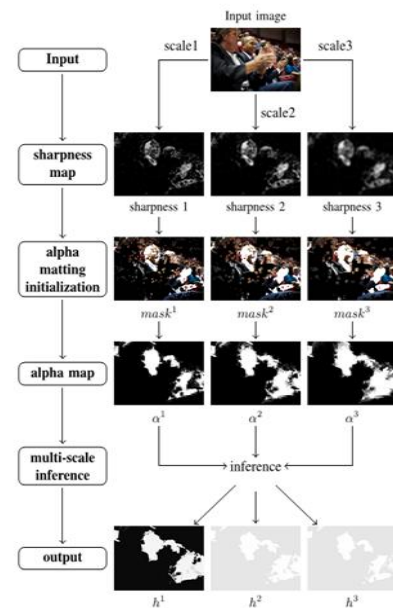 Input image
scale1
scale3
Input
scale2
sharpness
map
sharpness 1
sharpness 2
sharpness 3
alpha
matting
initialization
mask¹
mask²
mask³
alpha map
α¹
α²
α³
multi-scale
inference
inference
output
h¹
h²
h³